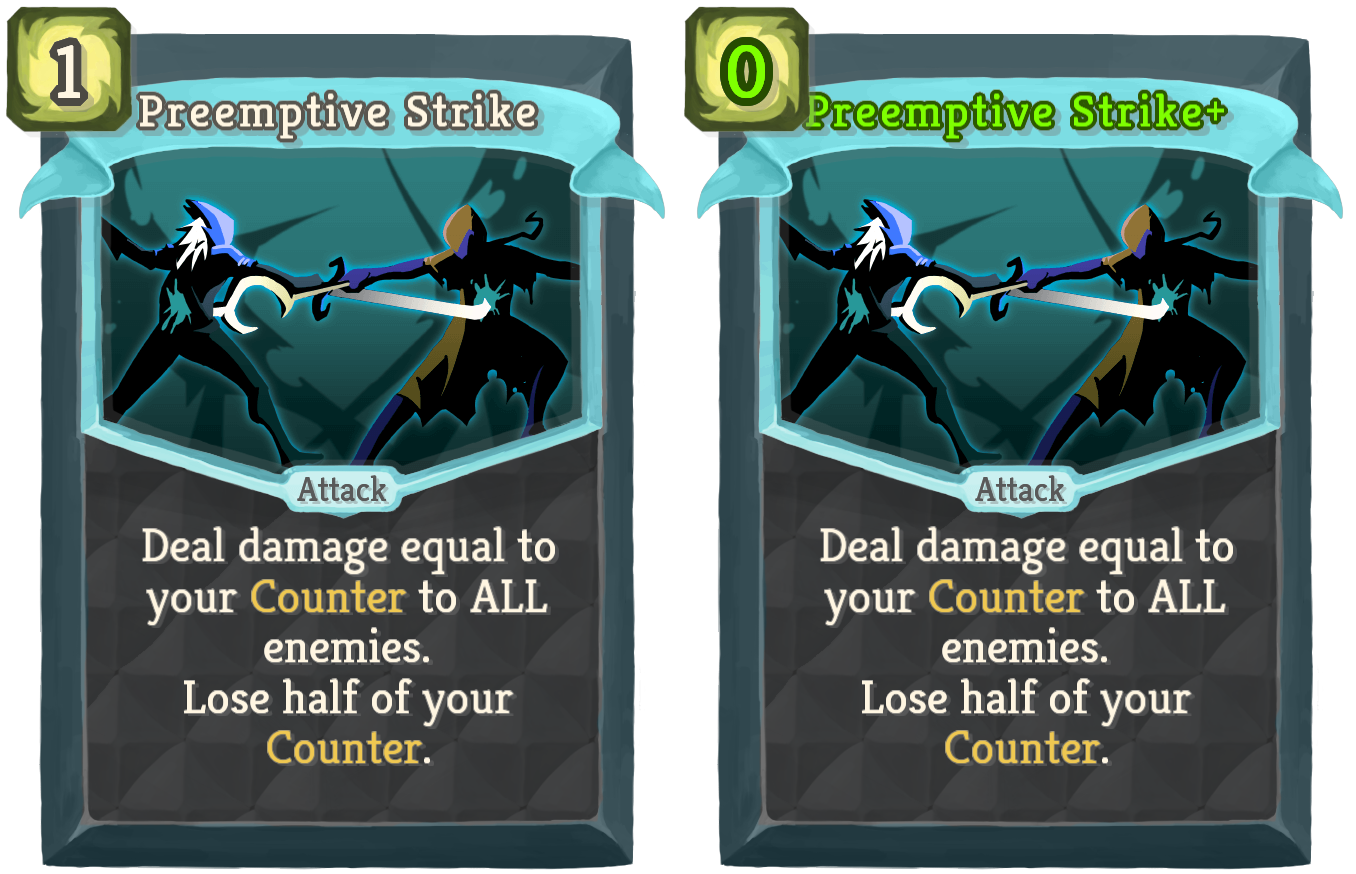 1
Preemptive Strike
Attack
Deal damage equal to
your Counter to ALL
enemies.
Lose half of your
Counter.
0
Preemptive Strike+
Attack
Deal damage equal to
your Counter to ALL
enemies.
Lose half of your
Counter.